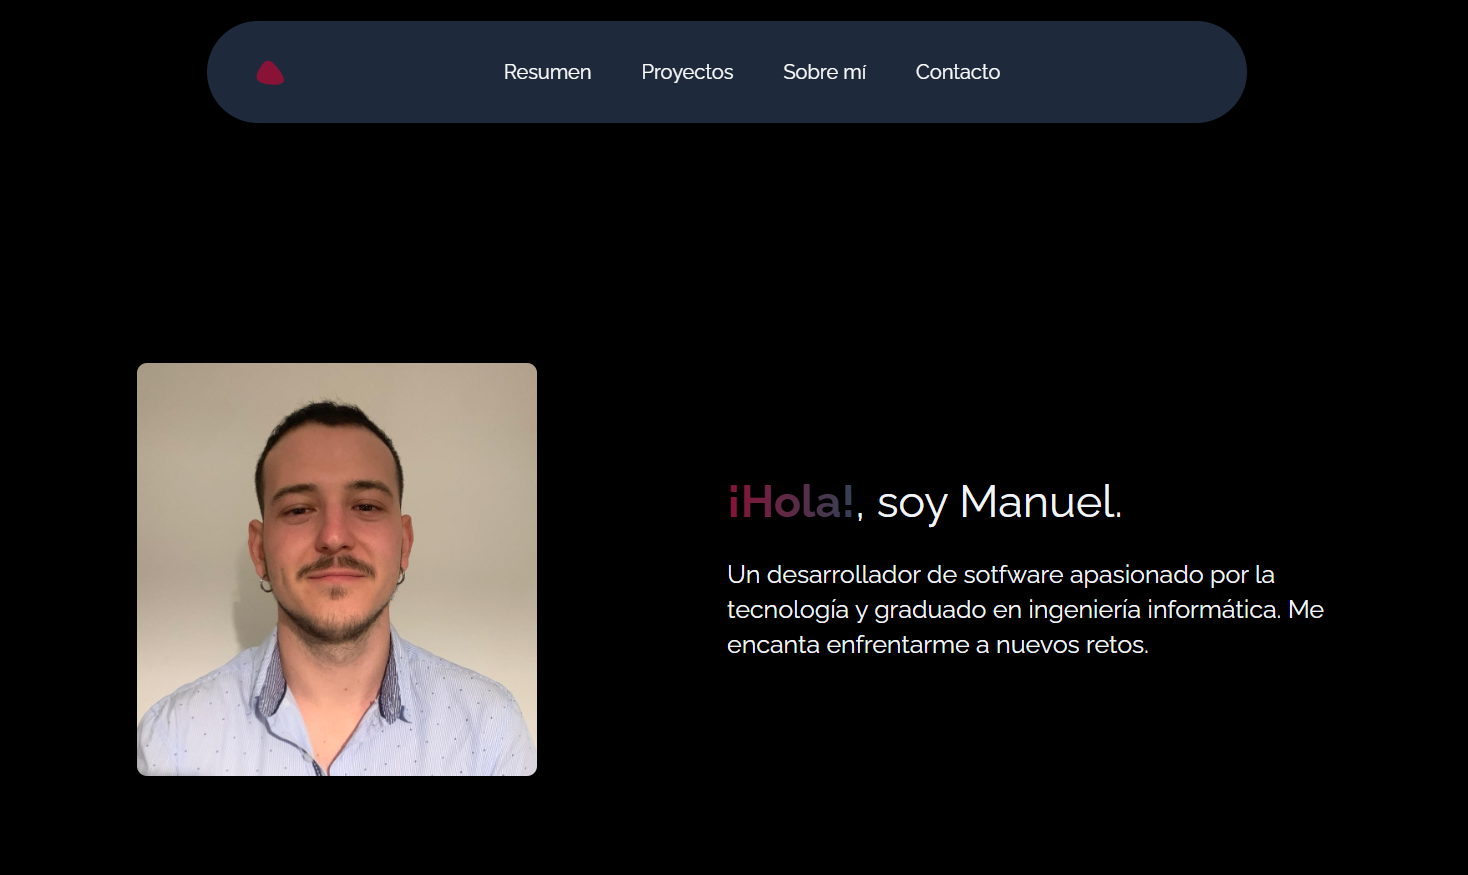 Resumen
Proyectos
Sobre mí
Contacto
¡Hola!, soy Manuel.
Un desarrollador de sotfware apasionado por la
tecnología y graduado en ingeniería informática. Me
encanta enfrentarme a nuevos retos.